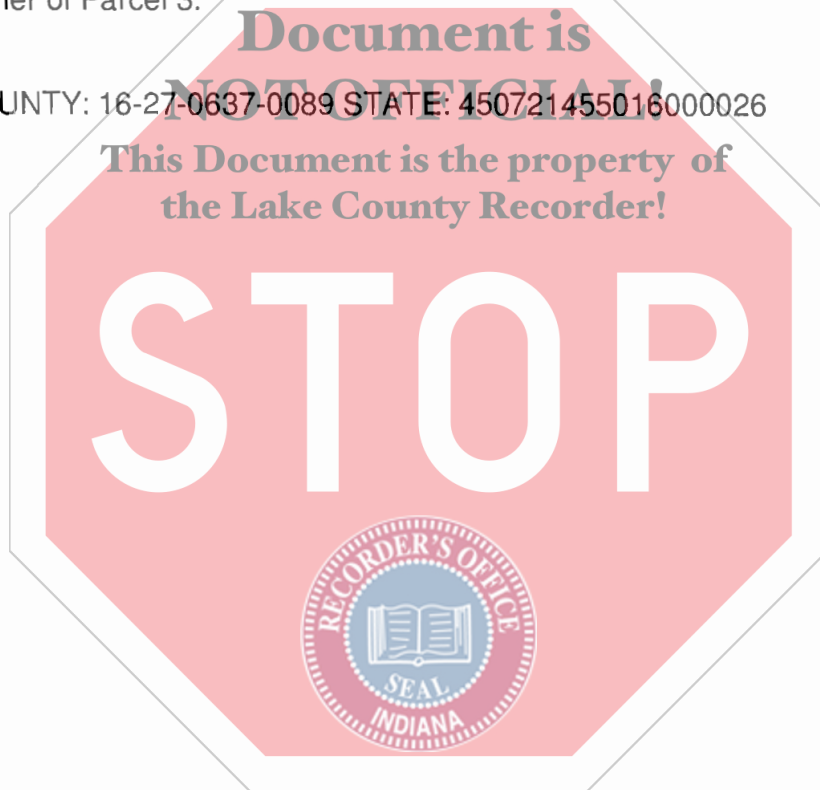 ner of Parcel 3.
Document is
NOT OFFICIAL!
UNTY: 16-27-0637-0089 STATE: 450721455016000026
This Document is the property of
the Lake County Recorder!
STOP
RECORDER'S OFFICE
SEAL
INDIANA